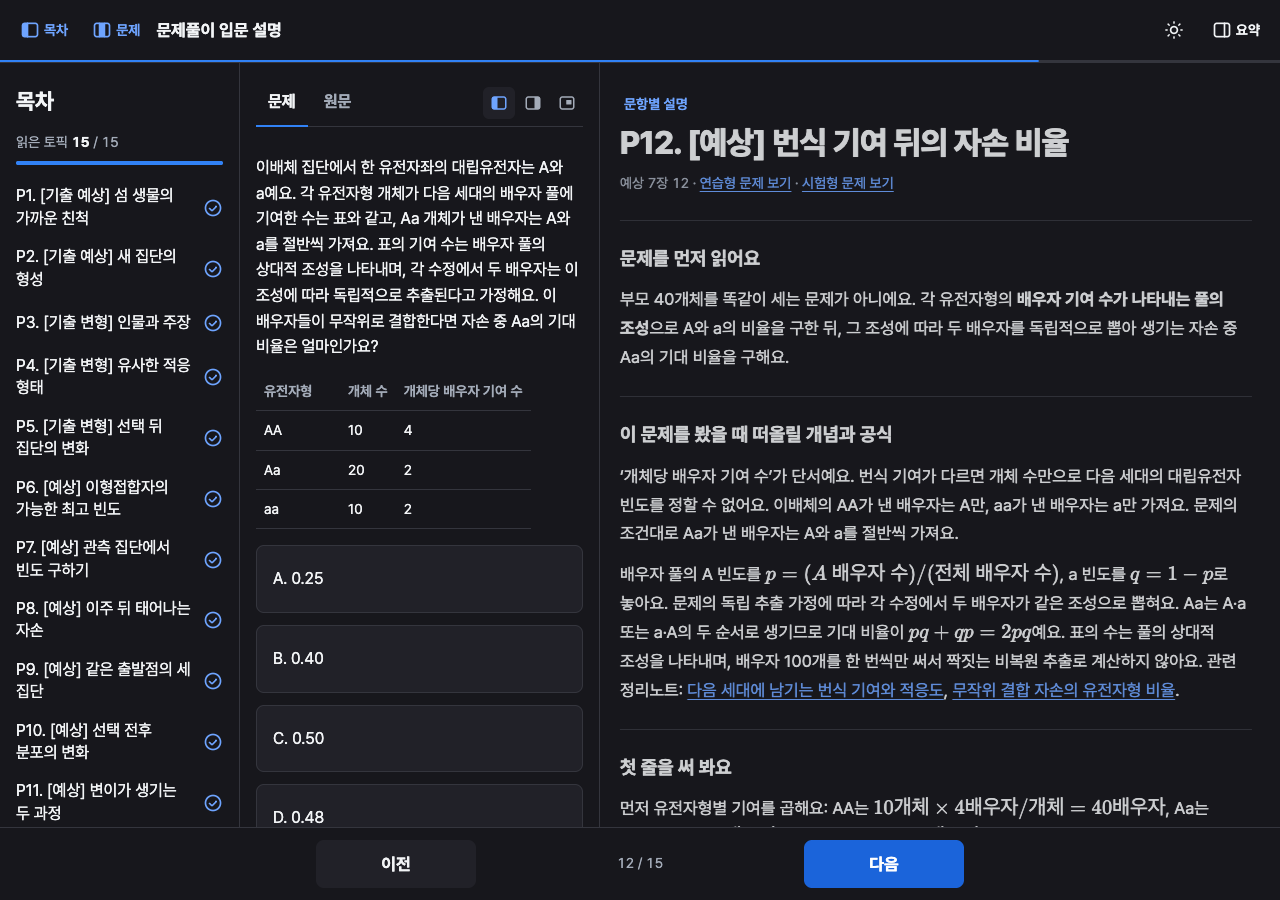 목차
문제
문제풀이 입문 설명
요약
목차
읽은 토픽 15 / 15
P1. [기출 예상] 섬 생물의
가까운 친척
P2. [기출 예상] 새 집단의
형성
P3. [기출 변형] 인물과 주장
P4. [기출 변형] 유사한 적응
형태
P5. [기출 변형] 선택 뒤
집단의 변화
P6. [예상] 이형접합자의
가능한 최고 빈도
P7. [예상] 관측 집단에서
빈도 구하기
P8. [예상] 이주 뒤 태어나는
자손
P9. [예상] 같은 출발점의 세
집단
P10. [예상] 선택 전후
분포의 변화
P11. [예상] 변이가 생기는
두 과정
문제
원문
이배체 집단에서 한 유전자좌의 대립유전자는 A와
a예요. 각 유전자형 개체가 다음 세대의 배우자 풀에
기여한 수는 표와 같고, Aa 개체가 낸 배우자는 A와
a를 절반씩 가져요. 표의 기여 수는 배우자 풀의
상대적 조성을 나타내며, 각 수정에서 두 배우자는 이
조성에 따라 독립적으로 추출된다고 가정해요. 이
배우자들이 무작위로 결합한다면 자손 중 Aa의 기대
비율은 얼마인가요?
유전자형 개체 수 개체당 배우자 기여 수
AA 10 4
Aa 20 2
aa 10 2
A. 0.25
B. 0.40
C. 0.50
D. 0.48
문항별 설명
P12. [예상] 번식 기여 뒤의 자손 비율
예상 7장 12 · 연습형 문제 보기 · 시험형 문제 보기
문제를 먼저 읽어요
부모 40개체를 똑같이 세는 문제가 아니에요. 각 유전자형의 배우자 기여 수가 나타내는 풀의
조성으로 A와 a의 비율을 구한 뒤, 그 조성에 따라 두 배우자를 독립적으로 뽑아 생기는 자손 중
Aa의 기대 비율을 구해요.
이 문제를 봤을 때 떠올릴 개념과 공식
‘개체당 배우자 기여 수’가 단서예요. 번식 기여가 다르면 개체 수만으로 다음 세대의 대립유전자
빈도를 정할 수 없어요. 이배체의 AA가 낸 배우자는 A만, aa가 낸 배우자는 a만 가져요. 문제의
조건대로 Aa가 낸 배우자는 A와 a를 절반씩 가져요.
배우자 풀의 A 빈도를 p = (A 배우자 수)/(전체 배우자 수), a 빈도를 q = 1 − p로
놓아요. 문제의 독립 추출 가정에 따라 각 수정에서 두 배우자가 같은 조성으로 뽑혀요. Aa는 A·a
또는 a·A의 두 순서로 생기므로 기대 비율이 pq + qp = 2pq예요. 표의 수는 풀의 상대적
조성을 나타내며, 배우자 100개를 한 번씩만 써서 짝짓는 비복원 추출로 계산하지 않아요. 관련
정리노트: 다음 세대에 남기는 번식 기여와 적응도, 무작위 결합 자손의 유전자형 비율.
첫 줄을 써 봐요
먼저 유전자형별 기여를 곱해요: AA는 10개체 × 4배우자/개체 = 40배우자, Aa는
이전
12 / 15
다음